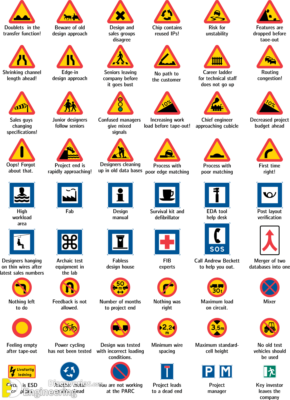 Doublets in the
transfer function!
Beware of old
design approach
Design and
sales groups
disagree
Chip contains
reused IPs!
Risk for
unstability
Features are
dropped before
tape out
Shrinking channel
length ahead!
Edge-in
design approach
Seniors leaving
company before
it goes bust
No path to
the customer
Career ladder
for technical staff
does not go up
Routing
congestion!
Sales guys
changing
specifications!
Junior designers
follow seniors
Confused managers
give mixed
signals
Increasing work
load before tape-out!
Chief engineer
approaching cubicle
Decreased project
budget ahead
Oops! Forget
about that.
Project end is
rapidly approaching!
Designers cleaning
up in old data bases
Process with
poor edge matching
Process with
poor matching
First time
right!
High
workload
area
Fab
Design
manual
Survival kit and
defibrillator
EDA tool
help desk
Post layout
verification
SOS
Designers hanging
on thin wires after
latest sales numbers
Archaic test
equipment in the
lab
Fabless
design house
FIB
experts
Call Andrew Beckett
to help you out.
Merger of two
databases into one
50
30t
Nothing left
to do
Feedback is not
allowed.
Number of months
to project end
Nothing was
right
Maximum load
on circuit.
Mixer
2,2
3,5m
Feeling empty
after tape-out
Power cycling
has not been tested
Design was tested
with incorrect loading
conditions.
Minimum wire
spacing
Maximum standard-
cell height
No old test
vehicles should
be used
P M
You are not working
at the PARC
Project leads
to a dead end
Project
manager
Key investor
leaves the
company
Engineering